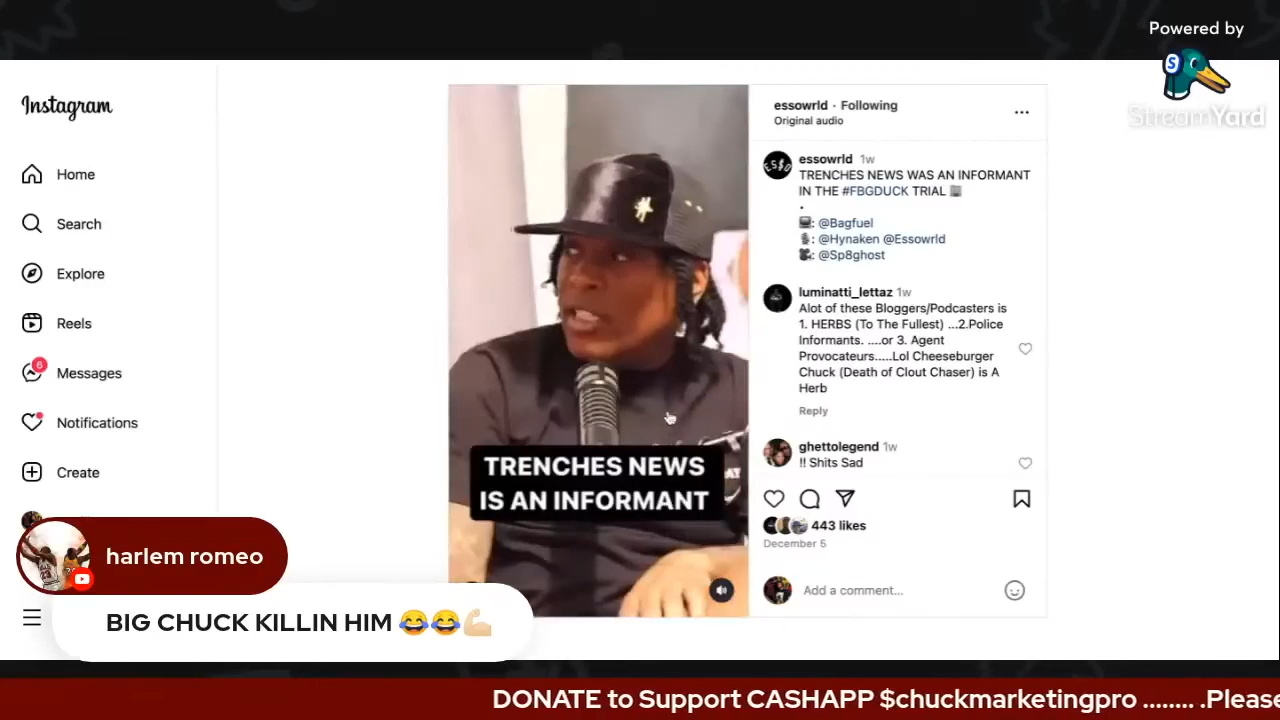 Powered by
StreamYard
Instagram
Home
Search
Explore
Reels
6
Messages
Notifications
Create
TRENCHES NEWS
IS AN INFORMANT
essowrld · Following
Original audio
essowrld 1w
TRENCHES NEWS WAS AN INFORMANT
IN THE #FBGDUCK TRIAL
.
: @Bagfuel
: @Hynaken @Essowrld
: @Sp8ghost
luminatti_lettaz 1w
Alot of these Bloggers/Podcasters is
1. HERBS (To The Fullest) ...2.Police
Informants. ....or 3. Agent
Provocateurs.....Lol Cheeseburger
Chuck (Death of Clout Chaser) is A
Herb
Reply
ghettolegend 1w
!! Shits Sad
443 likes
December 5
Add a comment...
harlem romeo
BIG CHUCK KILLIN HIM 😂😂💪🏼
DONATE to Support CASHAPP $chuckmarketingpro ........ .Please